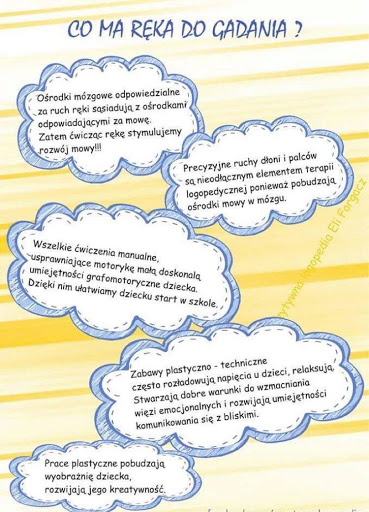 CO MA RĘKA DO GADANIA ?
Ośrodki mózgowe odpowiedzialne
za ruch ręki sąsiadują z ośrodkami
odpowiadającymi za mowę.
Zatem ćwicząc rękę stymulujemy
rozwój mowy!!!
Precyzyjne ruchy dłoni i palców
są nieodłącznym elementem terapii
logopedycznej ponieważ pobudzają
ośrodki mowy w mózgu.
Wszelkie ćwiczenia manualne,
usprawniające motorykę małą doskonalą
umiejętności grafomotoryczne dziecka.
Dzięki nim ułatwiamy dziecku start w szkole.
Zabawy plastyczno - techniczne
często rozładowują napięcia u dzieci, relaksują,
Stwarzają dobre warunki do wzmacniania
więzi emocjonalnych i rozwijają umiejętności
komunikowania się z bliskimi.
Prace plastyczne pobudzają
wyobraźnię dziecka,
rozwijają jego kreatywność.
logopedia Eli